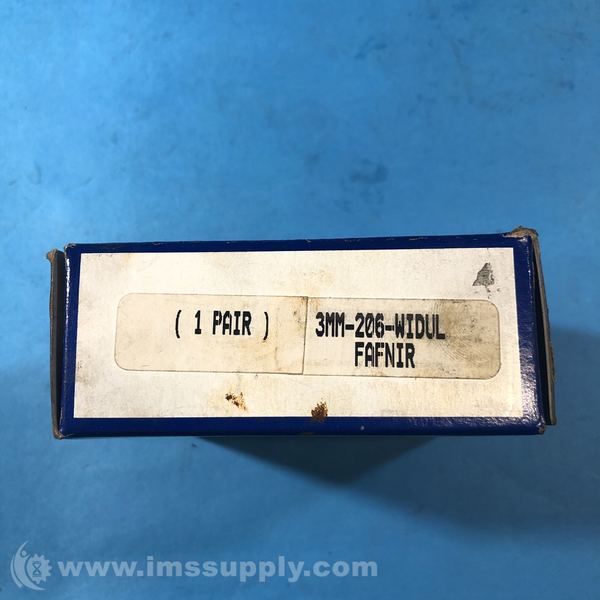 ( 1 PAIR ) 3MM-206-WIDUL
FAFNIR
www.imssupply.com